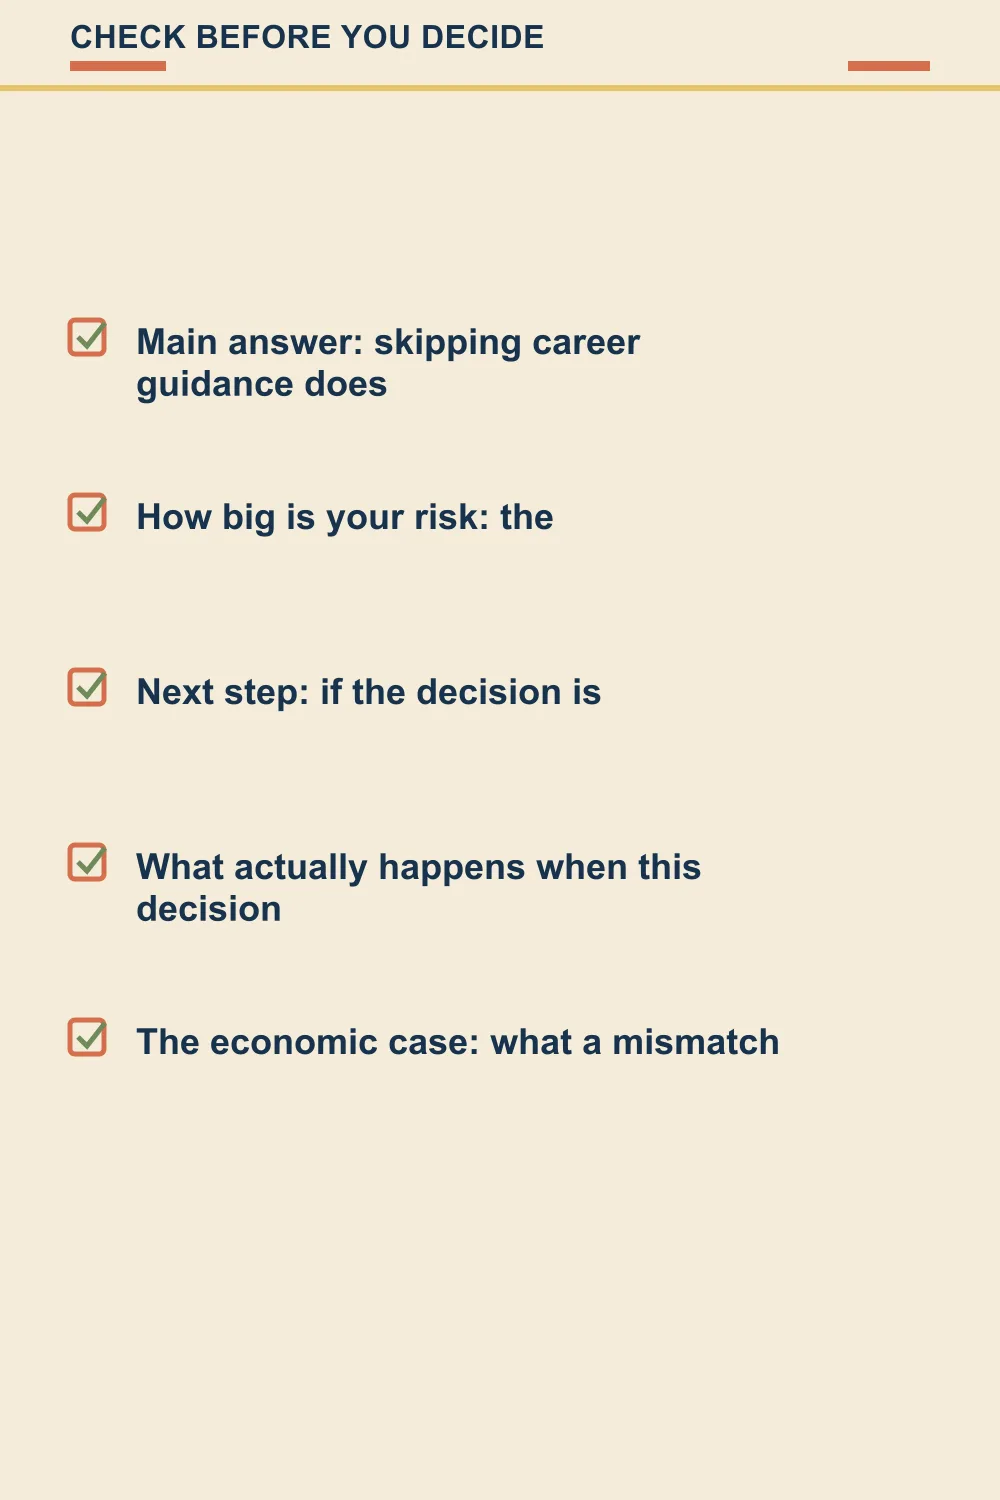 CHECK BEFORE YOU DECIDE
Main answer: skipping career
guidance does
How big is your risk: the
Next step: if the decision is
What actually happens when this
decision
The economic case: what a mismatch